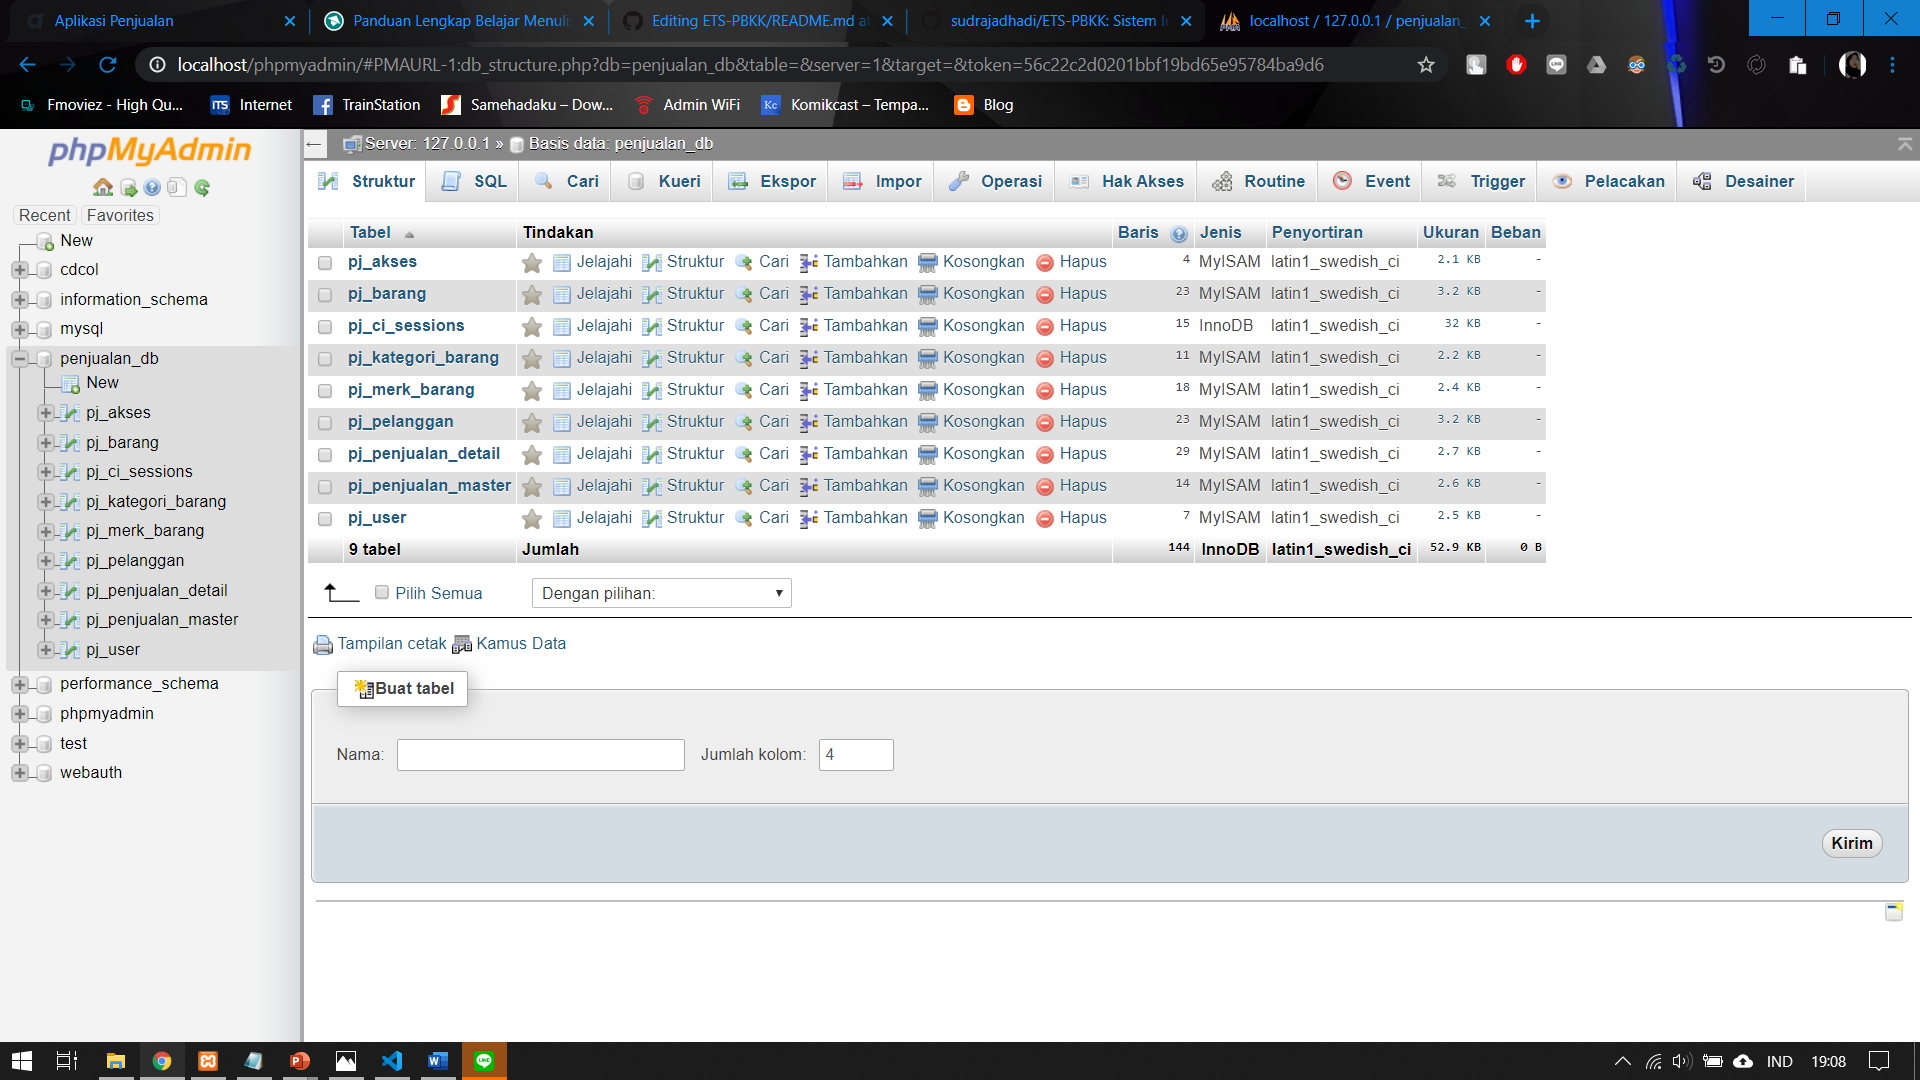 Aplikasi Penjualan
Panduan Lengkap Belajar Menuli
Editing ETS-PBKK/README.md at
sudrajadhadi/ETS-PBKK: Sistem In
localhost / 127.0.0.1 / penjualan_
localhost/phpmyadmin/#PMAURL-1:db_structure.php?db=penjualan_db&table=&server=1&target=&token=56c22c2d0201bbf19bd65e95784ba9d6
Fmoviez - High Qu...
iTS Internet
TrainStation
Samehadaku – Dow...
Admin WiFi
Kc Komikcast – Tempa...
Blog
phpMyAdmin
Recent Favorites
New
cdcol
information_schema
mysql
penjualan_db
New
pj_akses
pj_barang
pj_ci_sessions
pj_kategori_barang
pj_merk_barang
pj_pelanggan
pj_penjualan_detail
pj_penjualan_master
pj_user
performance_schema
phpmyadmin
test
webauth
Server: 127.0.0.1 » Basis data: penjualan_db
Struktur SQL Cari Kueri Ekspor Impor Operasi Hak Akses Routine Event Trigger Pelacakan Desainer
Tabel Tindakan Baris Jenis Penyortiran Ukuran Beban
pj_akses Jelajahi Struktur Cari Tambahkan Kosongkan Hapus 4 MyISAM latin1_swedish_ci 2.1 KB -
pj_barang Jelajahi Struktur Cari Tambahkan Kosongkan Hapus 23 MyISAM latin1_swedish_ci 3.2 KB -
pj_ci_sessions Jelajahi Struktur Cari Tambahkan Kosongkan Hapus 15 InnoDB latin1_swedish_ci 32 KB -
pj_kategori_barang Jelajahi Struktur Cari Tambahkan Kosongkan Hapus 11 MyISAM latin1_swedish_ci 2.2 KB -
pj_merk_barang Jelajahi Struktur Cari Tambahkan Kosongkan Hapus 18 MyISAM latin1_swedish_ci 2.4 KB -
pj_pelanggan Jelajahi Struktur Cari Tambahkan Kosongkan Hapus 23 MyISAM latin1_swedish_ci 3.2 KB -
pj_penjualan_detail Jelajahi Struktur Cari Tambahkan Kosongkan Hapus 29 MyISAM latin1_swedish_ci 2.7 KB -
pj_penjualan_master Jelajahi Struktur Cari Tambahkan Kosongkan Hapus 14 MyISAM latin1_swedish_ci 2.6 KB -
pj_user Jelajahi Struktur Cari Tambahkan Kosongkan Hapus 7 MyISAM latin1_swedish_ci 2.5 KB -
9 tabel Jumlah 144 InnoDB latin1_swedish_ci 52.9 KB 0 B
Pilih Semua Dengan pilihan:
Tampilan cetak Kamus Data
Buat tabel
Nama: Jumlah kolom: 4
Kirim
IND 19:08